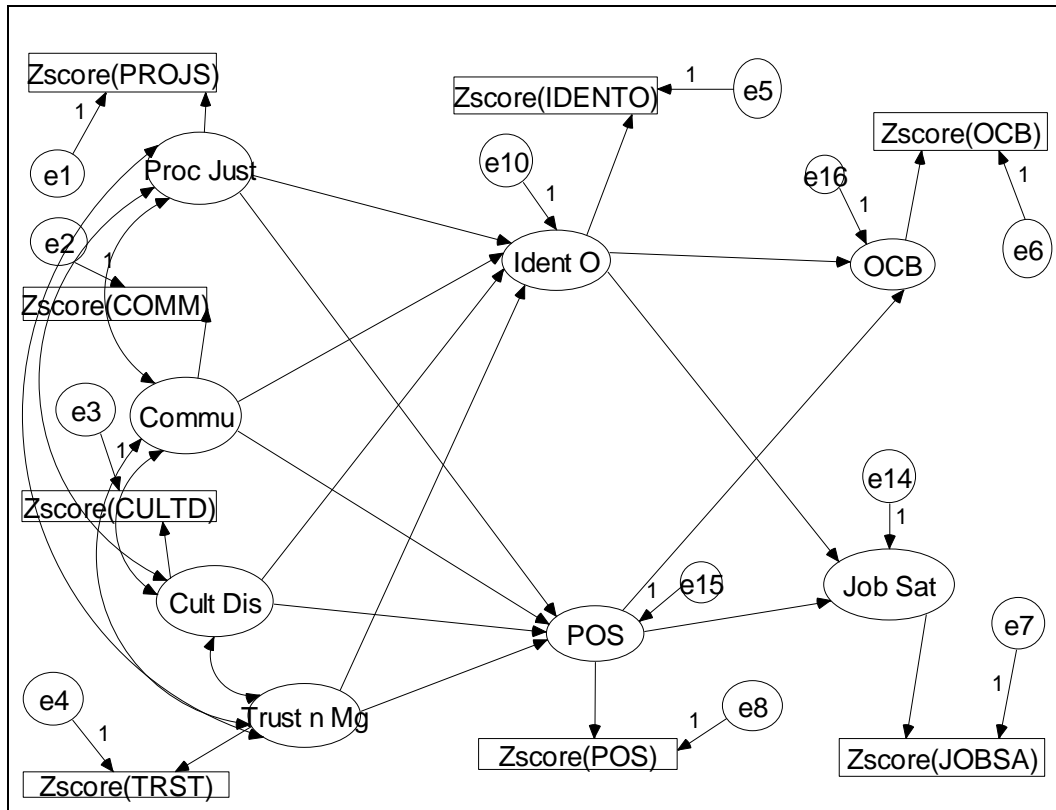 Zscore(PROJS)
1
e1
Proc Just
Zscore(IDENTO)
1
e5
e10
1
Ident O
Zscore(OCB)
e16
1
1
OCB
e6
e2
1
Zscore(COMM)
Commu
e3
1
Zscore(CULTD)
Cult Dis
e14
1
Job Sat
1
e15
POS
e7
1
Trust n Mg
e4
1
Zscore(TRST)
e8
1
Zscore(POS)
Zscore(JOBSA)